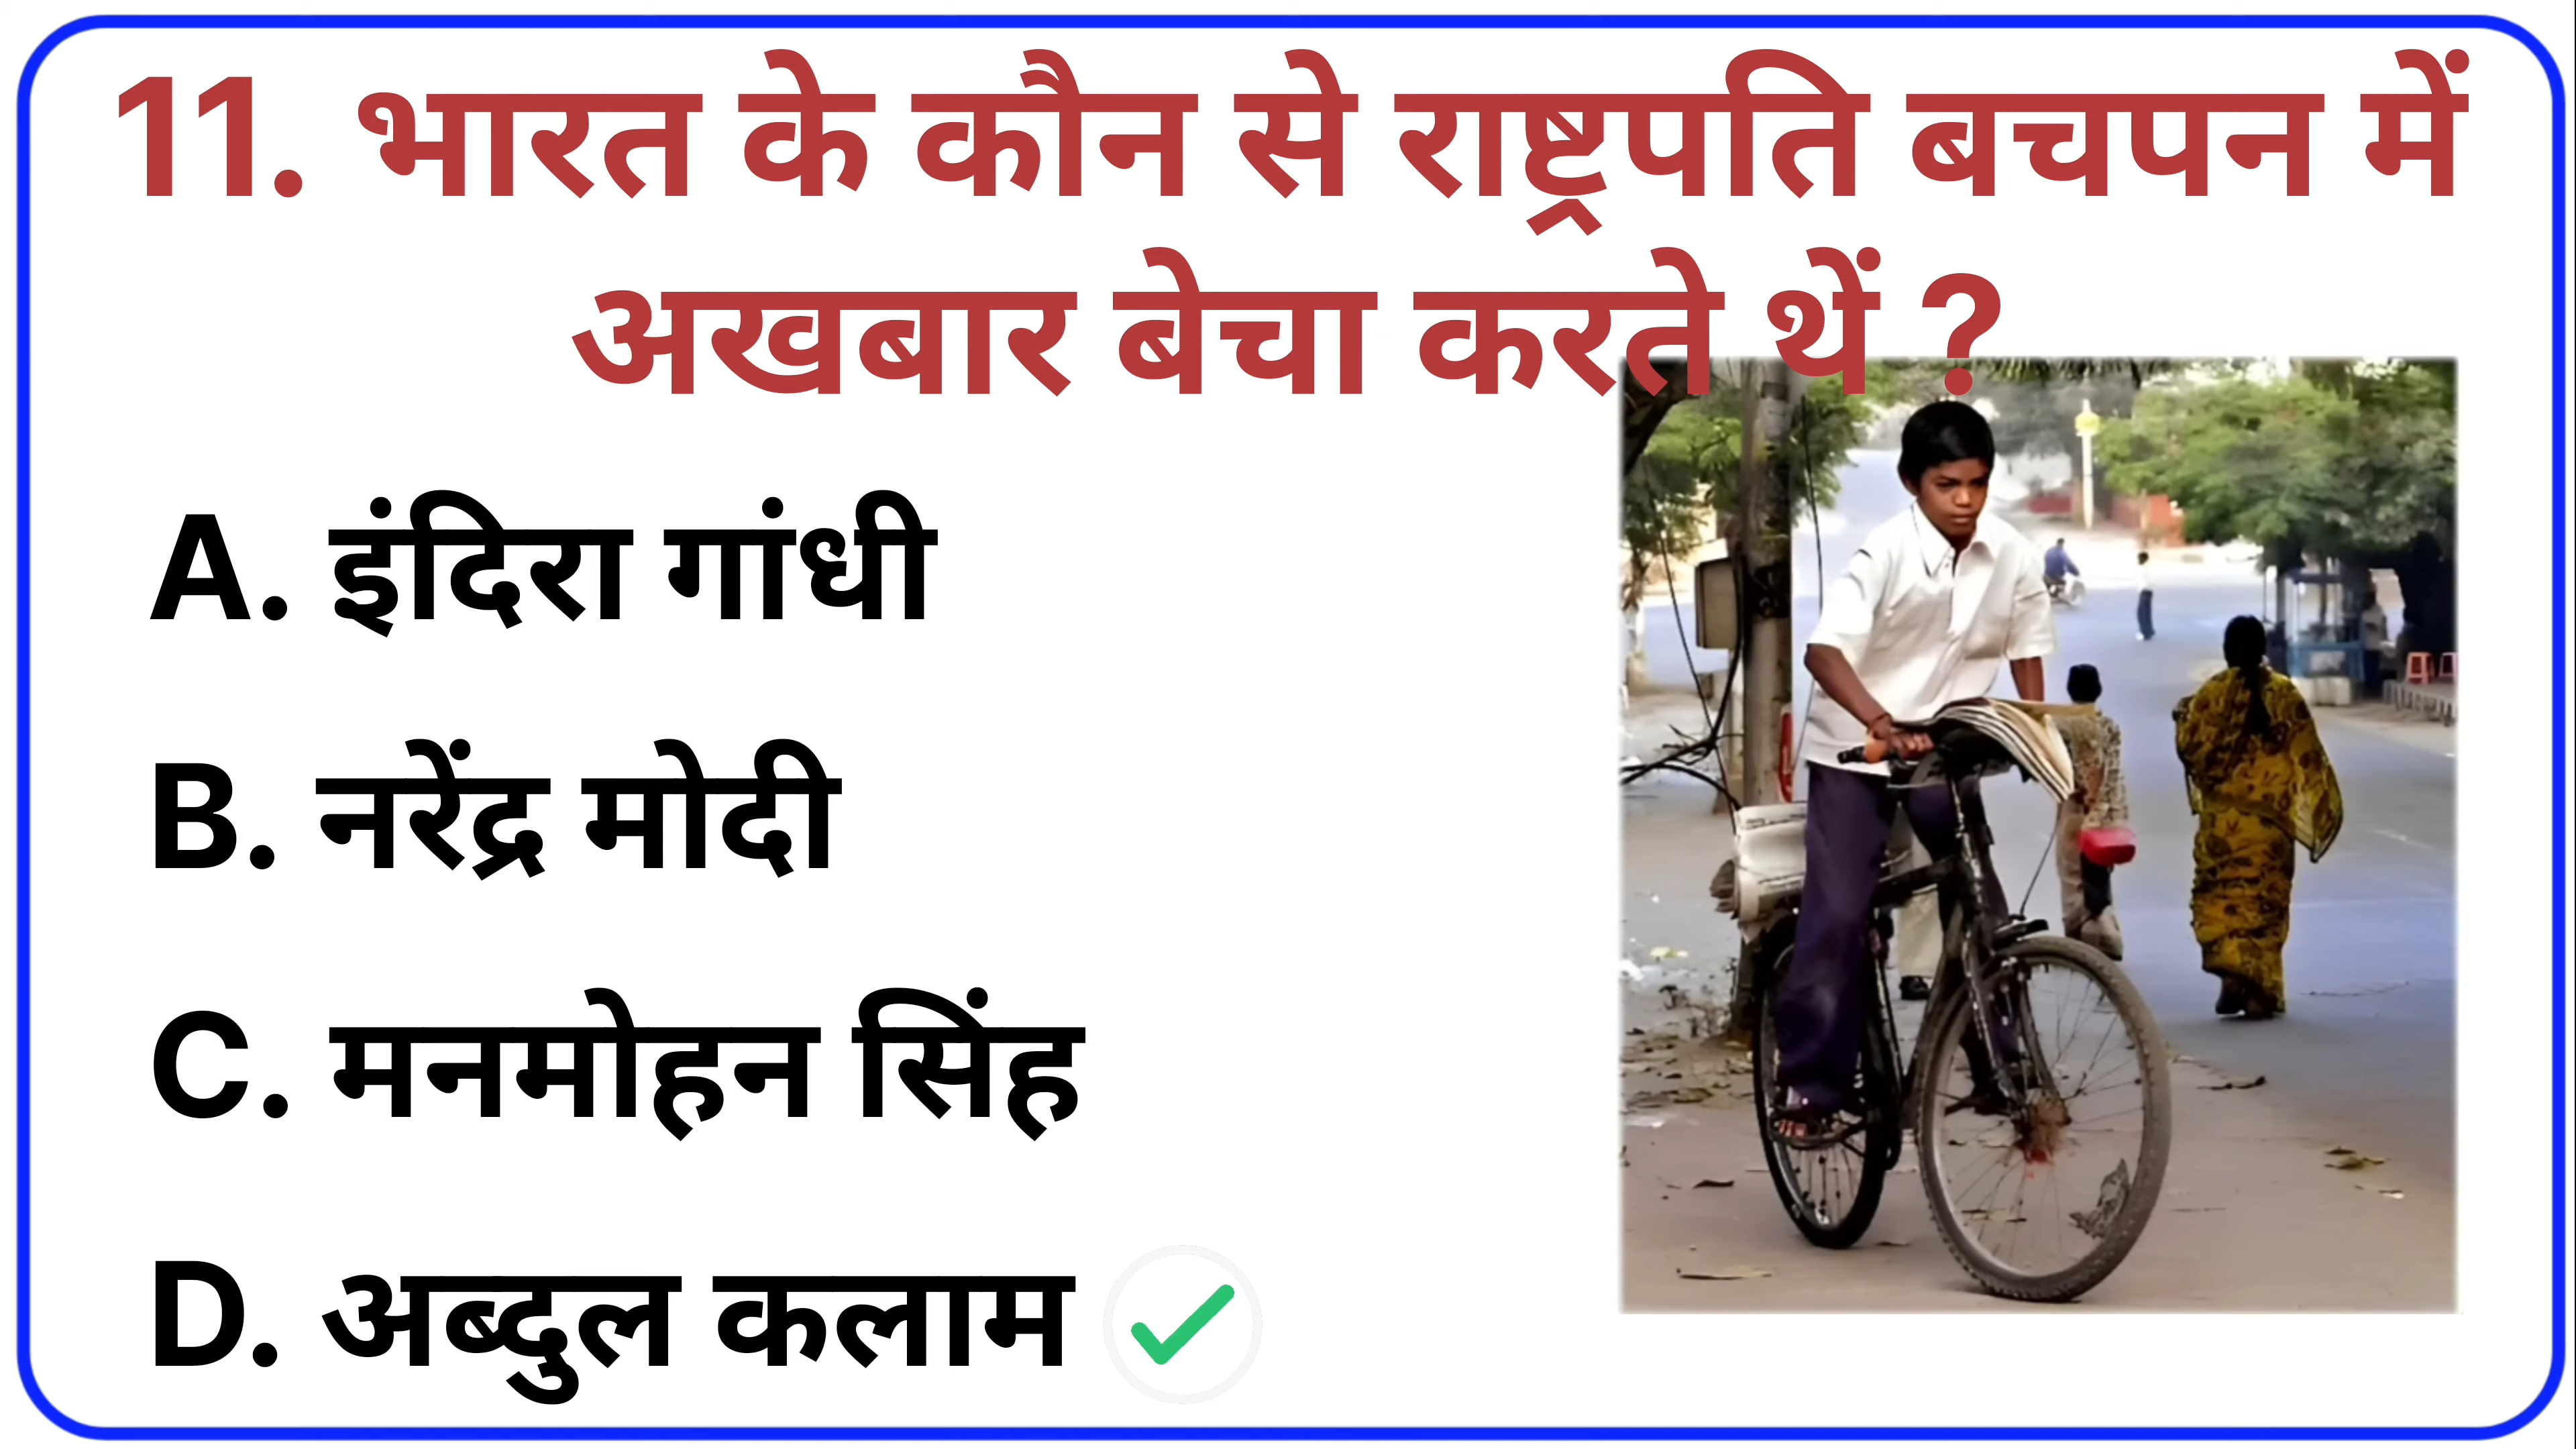 11. भारत के कौन से राष्ट्रपति बचपन में
अखबार बेचा करते थें ?
A. इंदिरा गांधी
B. नरेंद्र मोदी
C. मनमोहन सिंह
D. अब्दुल कलाम